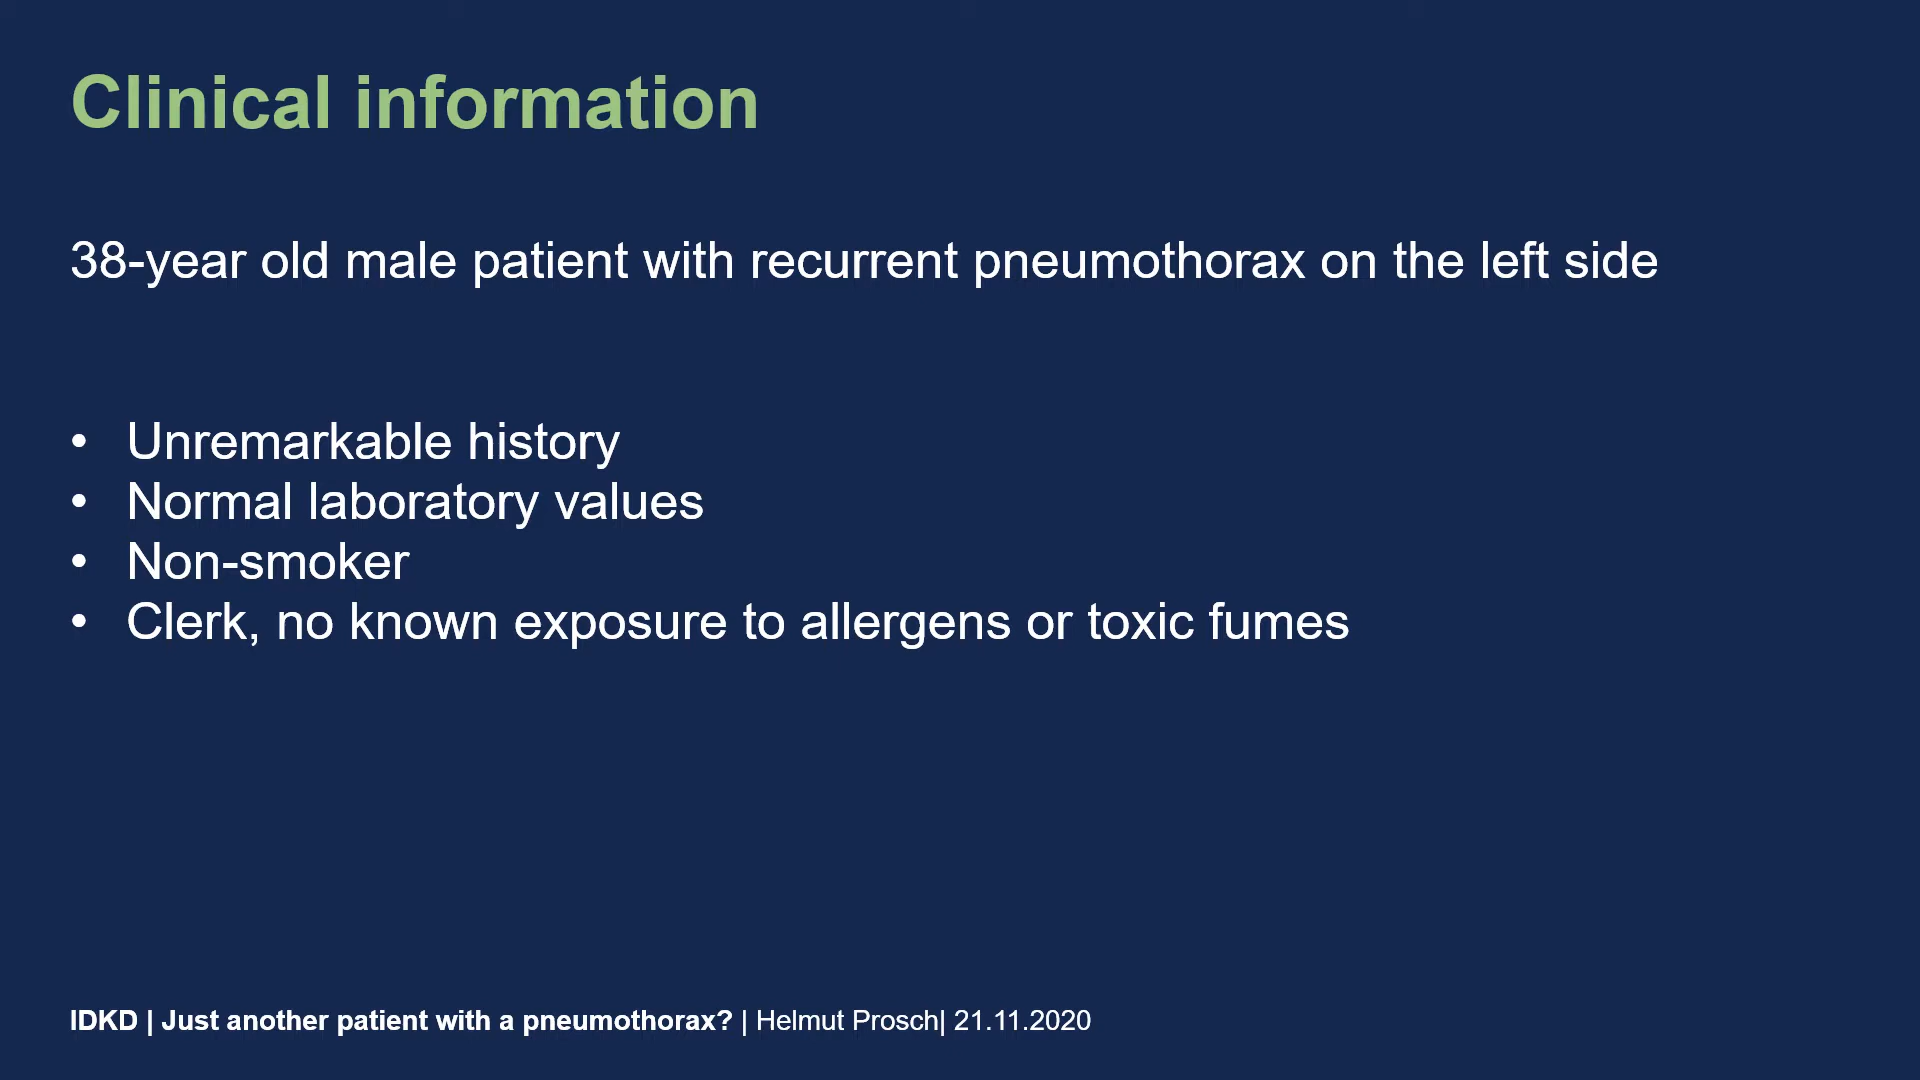 Clinical information
38-year old male patient with recurrent pneumothorax on the left side
• Unremarkable history
• Normal laboratory values
• Non-smoker
• Clerk, no known exposure to allergens or toxic fumes
IDKD | Just another patient with a pneumothorax? | Helmut Prosch| 21.11.2020